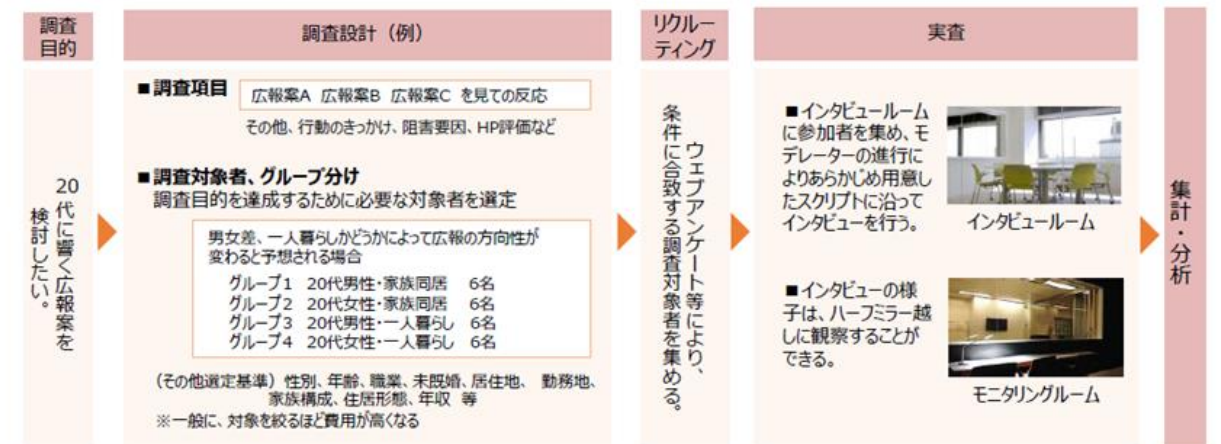 調査
目的
20代に響く広報案を
検討したい。
調査設計（例）
■調査項目
広報案A 広報案B 広報案C を見ての反応
その他、行動のきっかけ、阻害要因、HP評価など
■調査対象者、グループ分け
調査目的を達成するために必要な対象者を選定
男女差、一人暮らしかどうかによって広報の方向性が
変わると予想される場合
グループ1 20代男性・家族同居 6名
グループ2 20代女性・家族同居 6名
グループ3 20代男性・一人暮らし 6名
グループ4 20代女性・一人暮らし 6名
（その他選定基準）性別、年齢、職業、未既婚、居住地、 勤務地、
家族構成、住居形態、年収 等
※一般に、対象を絞るほど費用が高くなる
リクルー
ティング
ウェブアンケート等により、
条件に合致する調査対象者を集める。
実査
■インタビュールーム
に参加者を集め、モ
デレーターの進行に
よりあらかじめ用意し
たスクリプトに沿って
インタビューを行う。
インタビュールーム
■インタビューの様
子は、ハーフミラー越
しに観察することが
できる。
モニタリングルーム
集計・分析